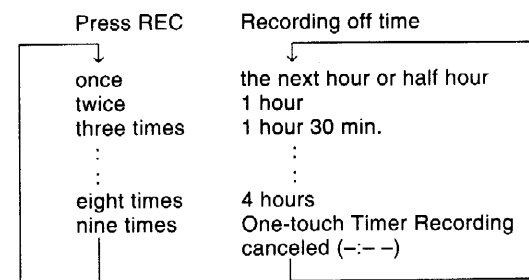 Press REC Recording off time
once the next hour or half hour
twice 1 hour
three times 1 hour 30 min.
: :
: :
eight times 4 hours
nine times One-touch Timer Recording
canceled (–:– –)